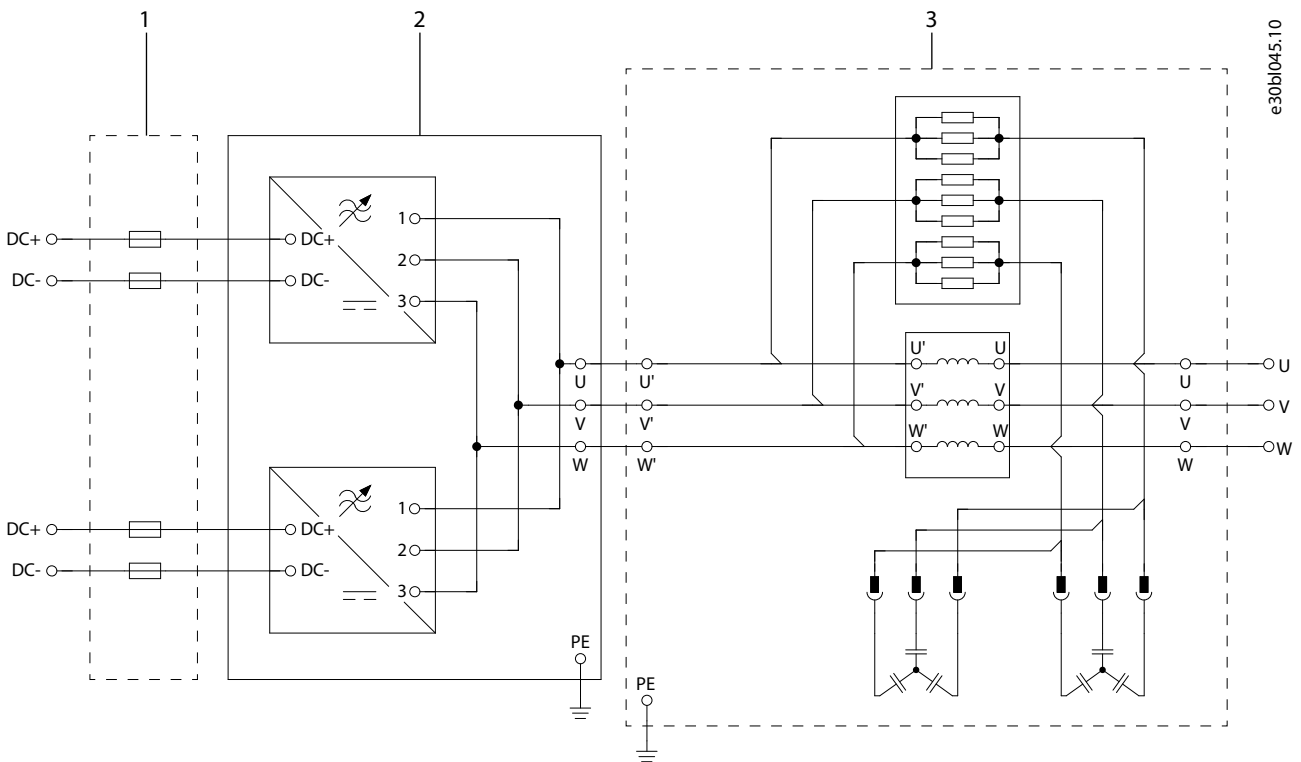 1
2
3
e30bl045.10
DC+
DC-
DC+
DC-
1
2
3
U
V
W
U'
V'
W'
U'
V'
W'
U
V
W
U
V
W
U
V
W
DC+
DC-
DC+
DC-
1
2
3
PE
PE